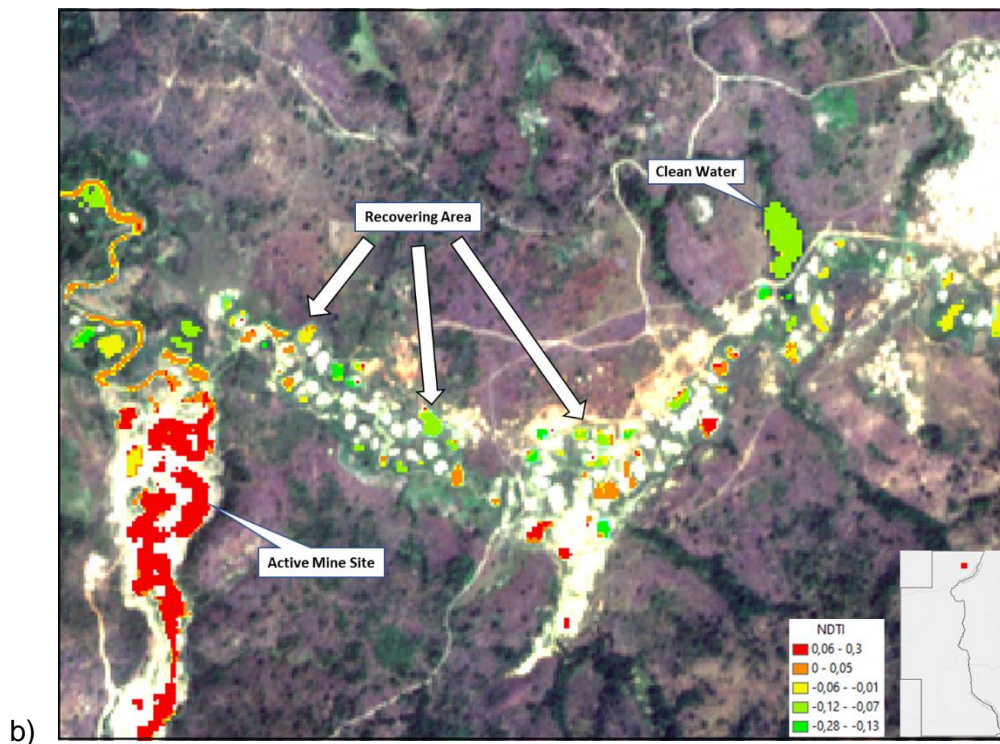 Clean Water
Recovering Area
Active Mine Site
NDTI
0,06 - 0,3
0 - 0,05
-0,06 - -0,01
-0,12 - -0,07
-0,28 - -0,13
b)